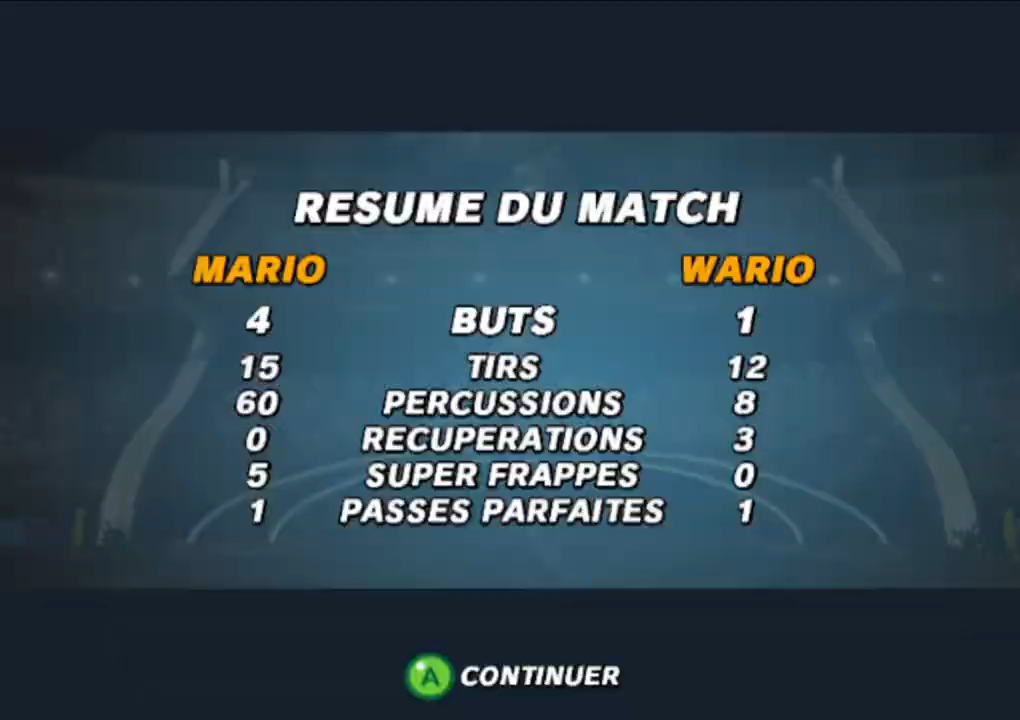 RESUME DU MATCH
MARIO WARIO
4 BUTS 1
15 TIRS 12
60 PERCUSSIONS 8
0 RECUPERATIONS 3
5 SUPER FRAPPES 0
1 PASSES PARFAITES 1
A CONTINUER